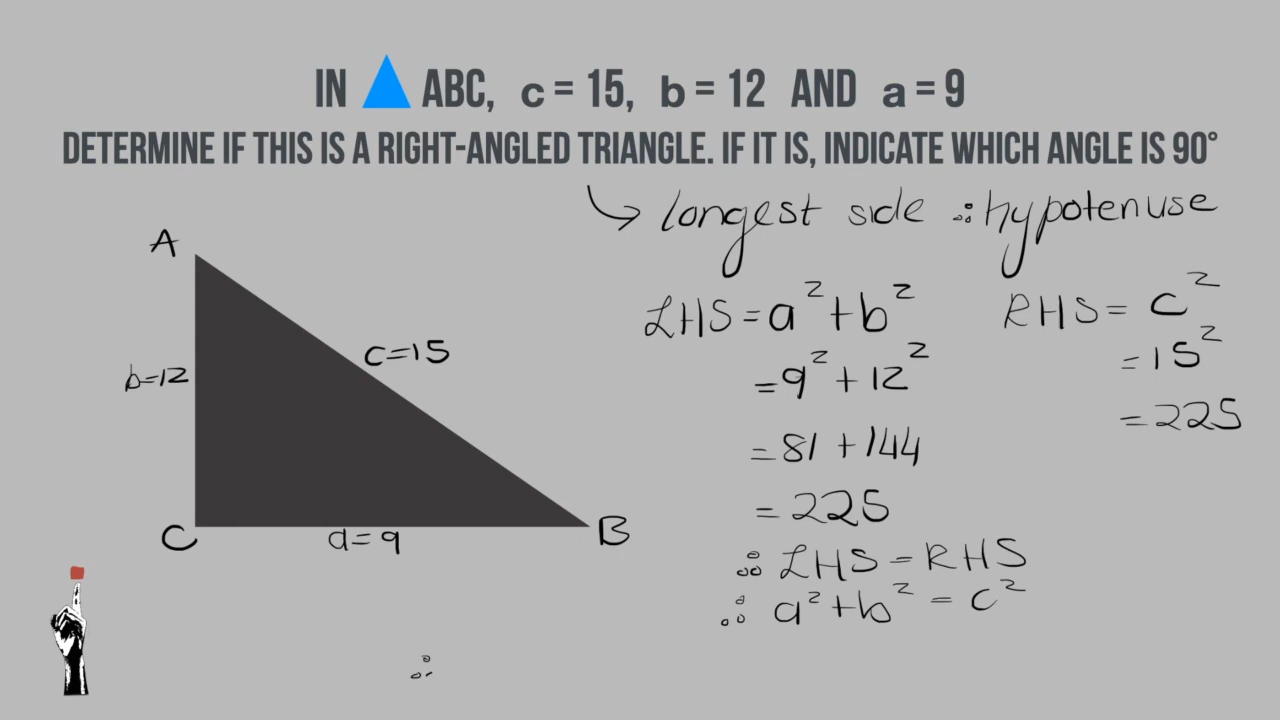 IN ABC, c = 15, b = 12 AND a = 9
DETERMINE IF THIS IS A RIGHT-ANGLED TRIANGLE. IF IT IS, INDICATE WHICH ANGLE IS 90°
↳ longest side ∴ hypotenuse
A
b=12
c=15
C
a=9
B
LHS = a² + b²
= 9² + 12²
= 81 + 144
= 225
∴ LHS = RHS
∴ a² + b² = c²
RHS = c²
= 15²
= 225
∴